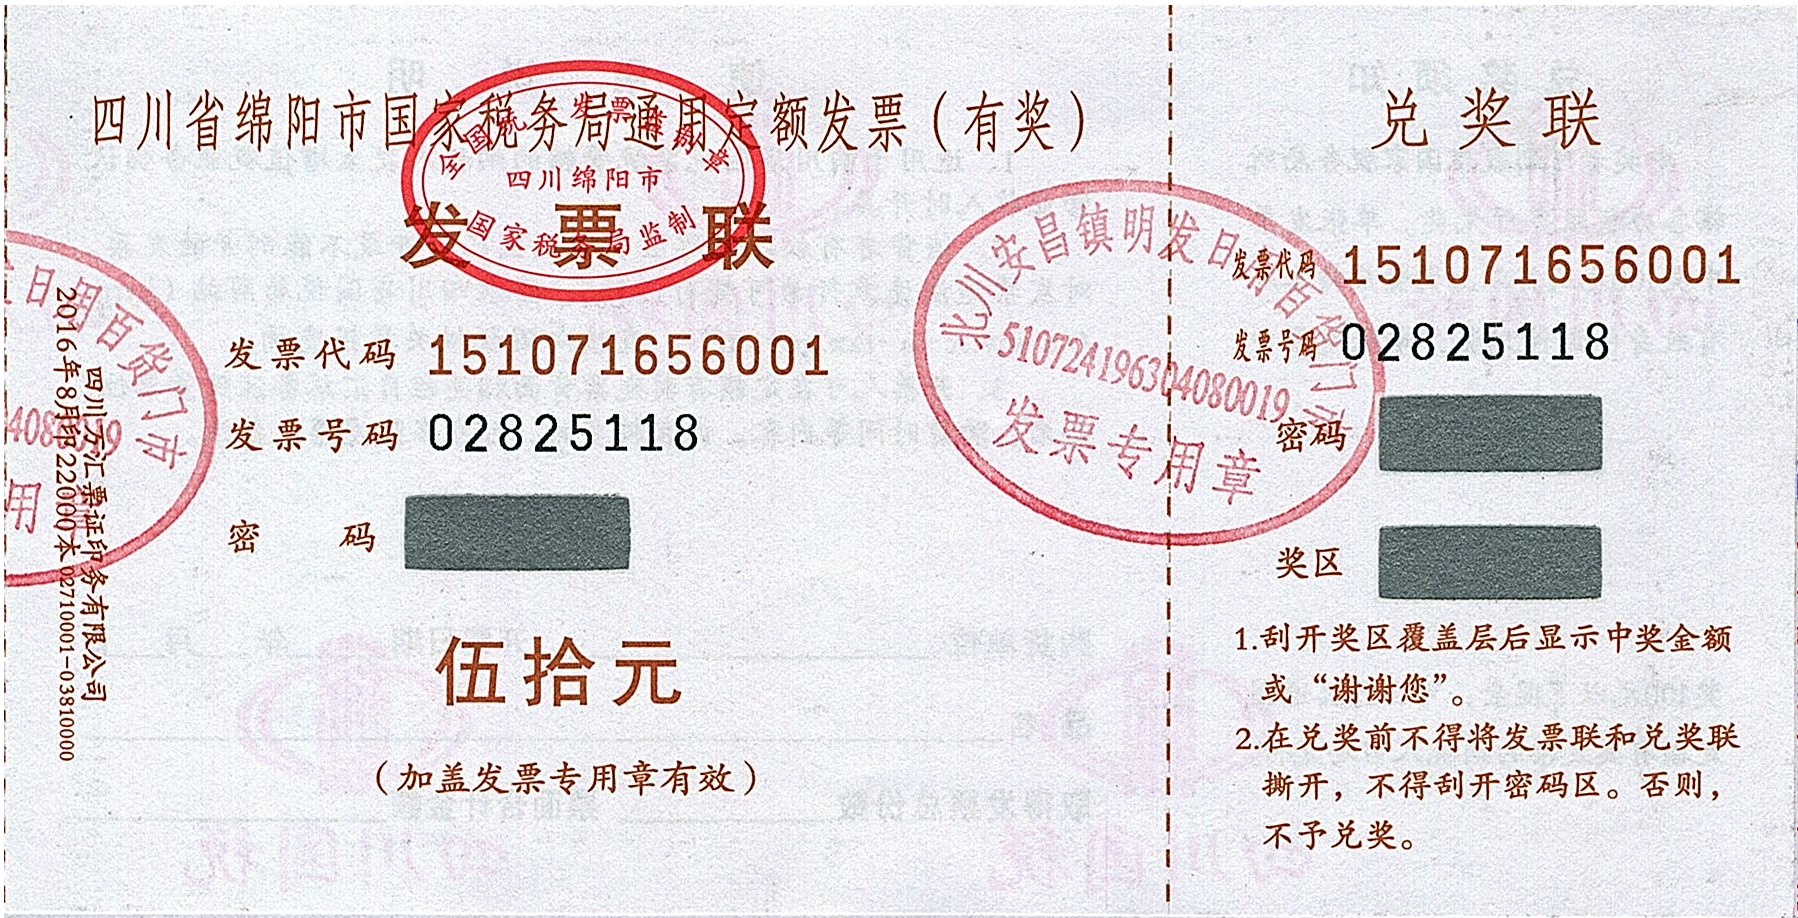 四川省绵阳市国家税务局通用定额发票（有奖）
全国统一发票监制章
四川绵阳市
国家税务局监制
发票联
发票代码 151071656001
发票号码 02825118
密 码
伍拾元
（加盖发票专用章有效）
日用百货门市
四川方汇票证印务有限公司
2016年8月印22000本 02710001-03810000
北川安昌镇明发日用百货门市
510724196304080019
发票专用章
兑奖联
发票代码 151071656001
发票号码 02825118
密码
奖区
1.刮开奖区覆盖层后显示中奖金额
或“谢谢您”。
2.在兑奖前不得将发票联和兑奖联
撕开，不得刮开密码区。否则，
不予兑奖。